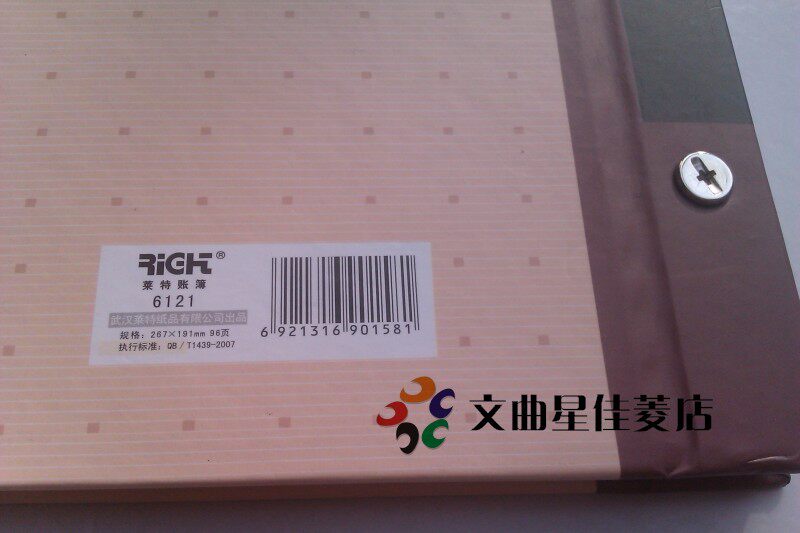 RiGHT®
莱特账簿
6121
武汉莱特纸品有限公司出品
规格：267×191mm 96页
执行标准：QB／T1439-2007
6 921316 901581
文曲星佳菱店